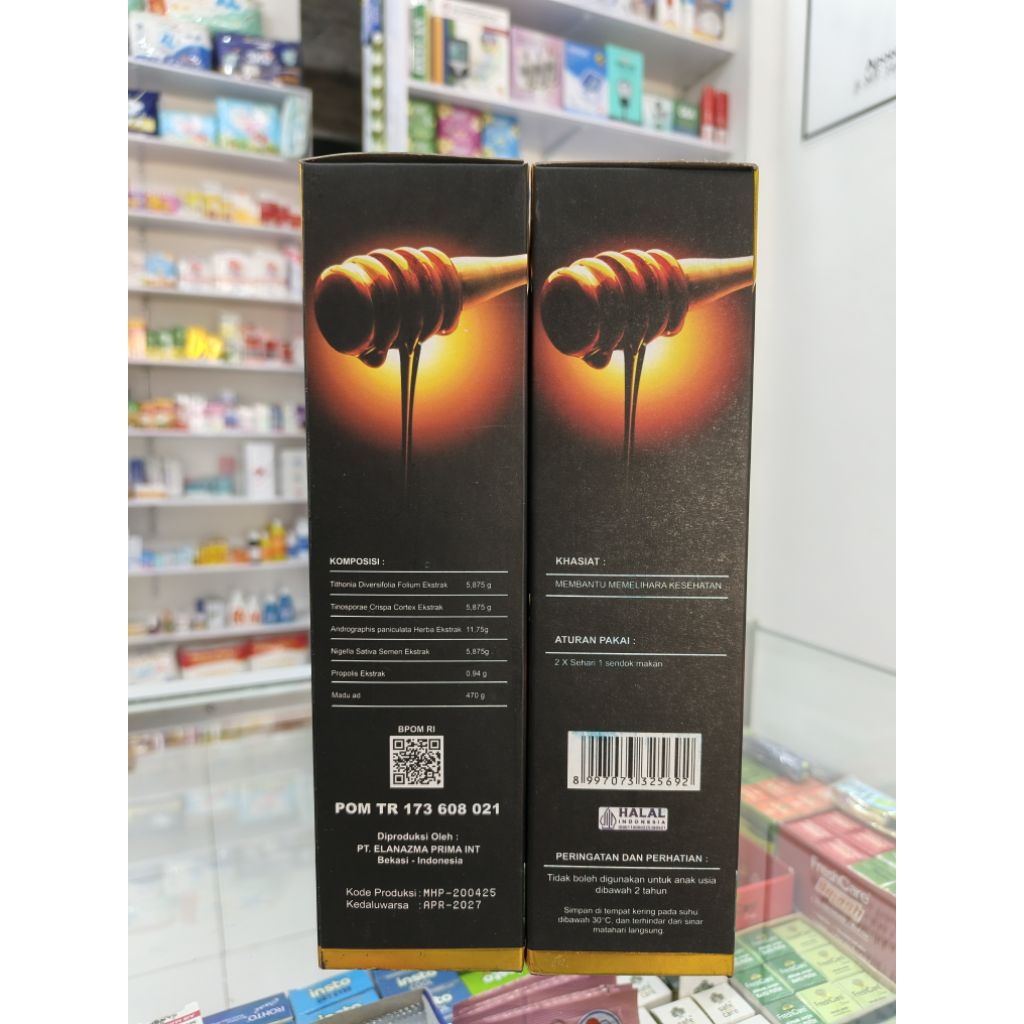 KOMPOSISI :
Tithonia Diversifolia Folium Ekstrak 5,875 g
Tinosporae Crispa Cortex Ekstrak 5,875 g
Andrographis paniculata Herba Ekstrak 11,75g
Nigella Sativa Semen Ekstrak 5,875g
Propolis Ekstrak 0.94 g
Madu ad 470 g
BPOM RI
POM TR 173 608 021
Diproduksi Oleh :
PT. ELANAZMA PRIMA INT
Bekasi - Indonesia
Kode Produksi : MHP-200425
Kedaluwarsa : APR-2027
KHASIAT :
MEMBANTU MEMELIHARA KESEHATAN
ATURAN PAKAI :
2 X Sehari 1 sendok makan
8 997073 325692
HALAL
INDONESIA
PERINGATAN DAN PERHATIAN :
Tidak boleh digunakan untuk anak usia
dibawah 2 tahun
Simpan di tempat kering pada suhu
dibawah 30°C, dan terhindar dari sinar
matahari langsung.
insto
insto
FreshCare
FreshCare